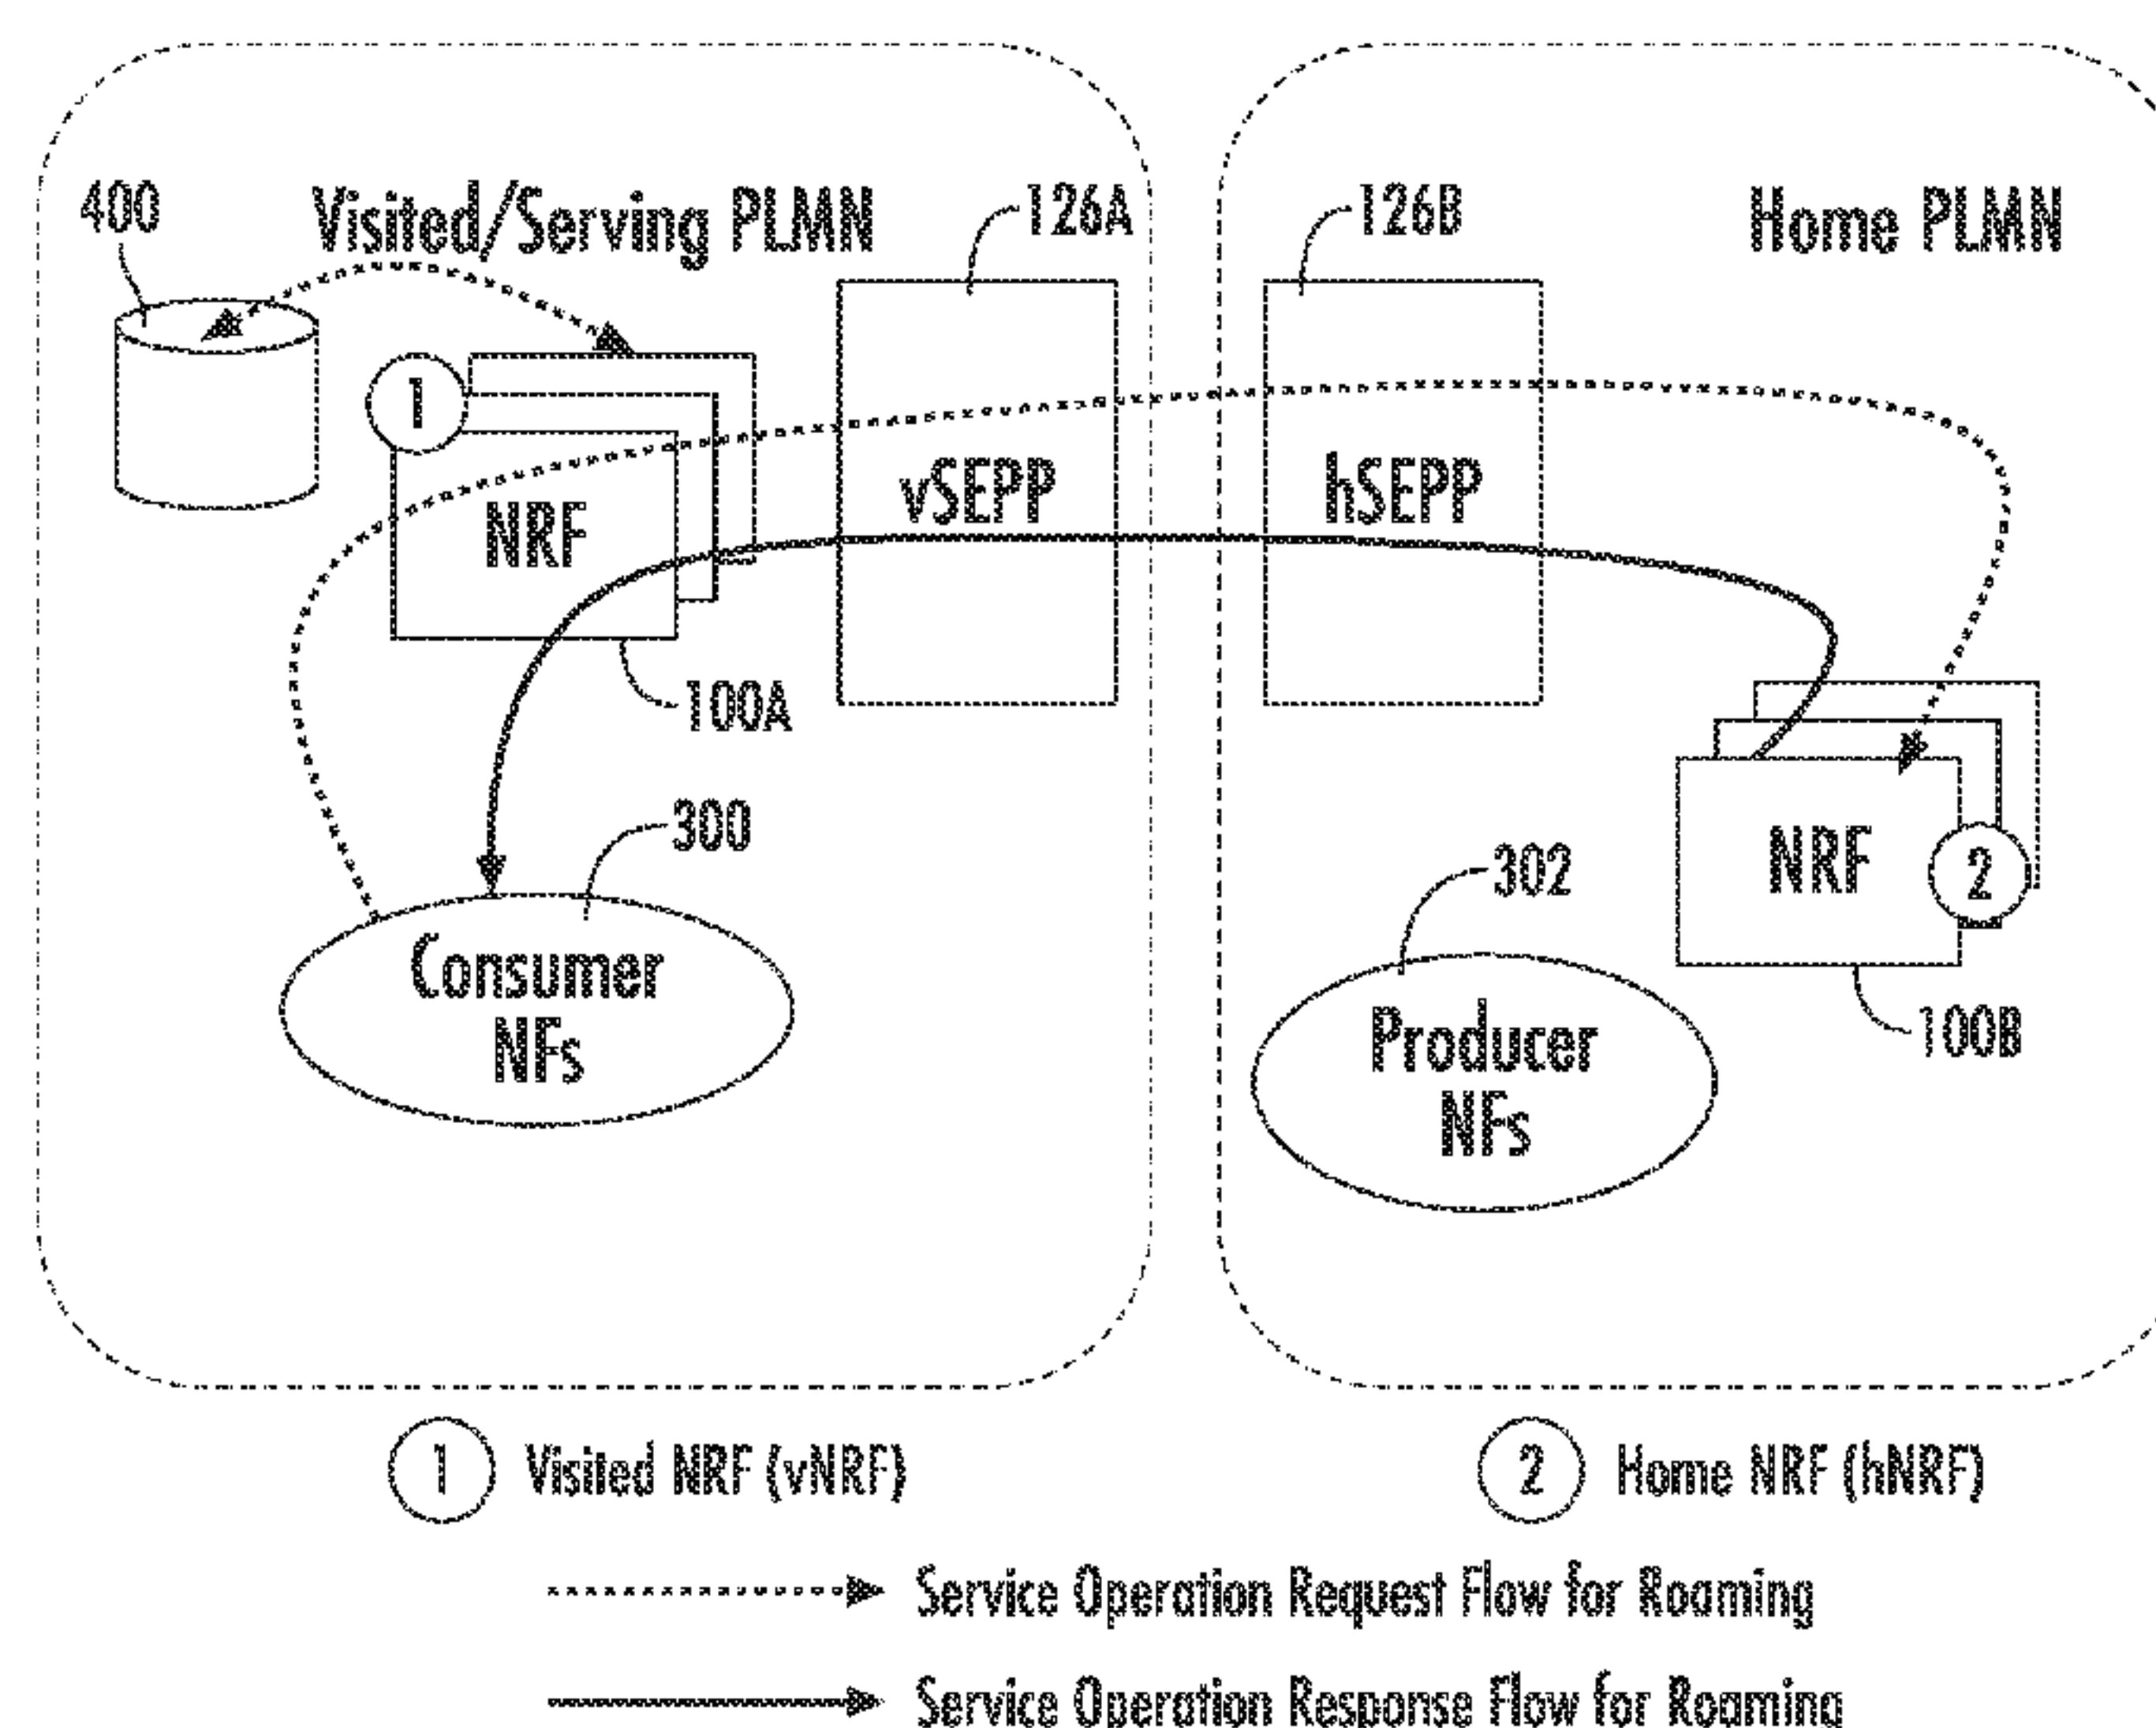 400
Visited/Serving PLMN
126A
126B
Home PLMN
1
NRF
vSEPP
hSEPP
100A
300
Consumer
NFs
302
NRF
2
Producer
NFs
100B
1 Visited NRF (vNRF)
2 Home NRF (hNRF)
Service Operation Request Flow for Roaming
Service Operation Response Flow for Roaming